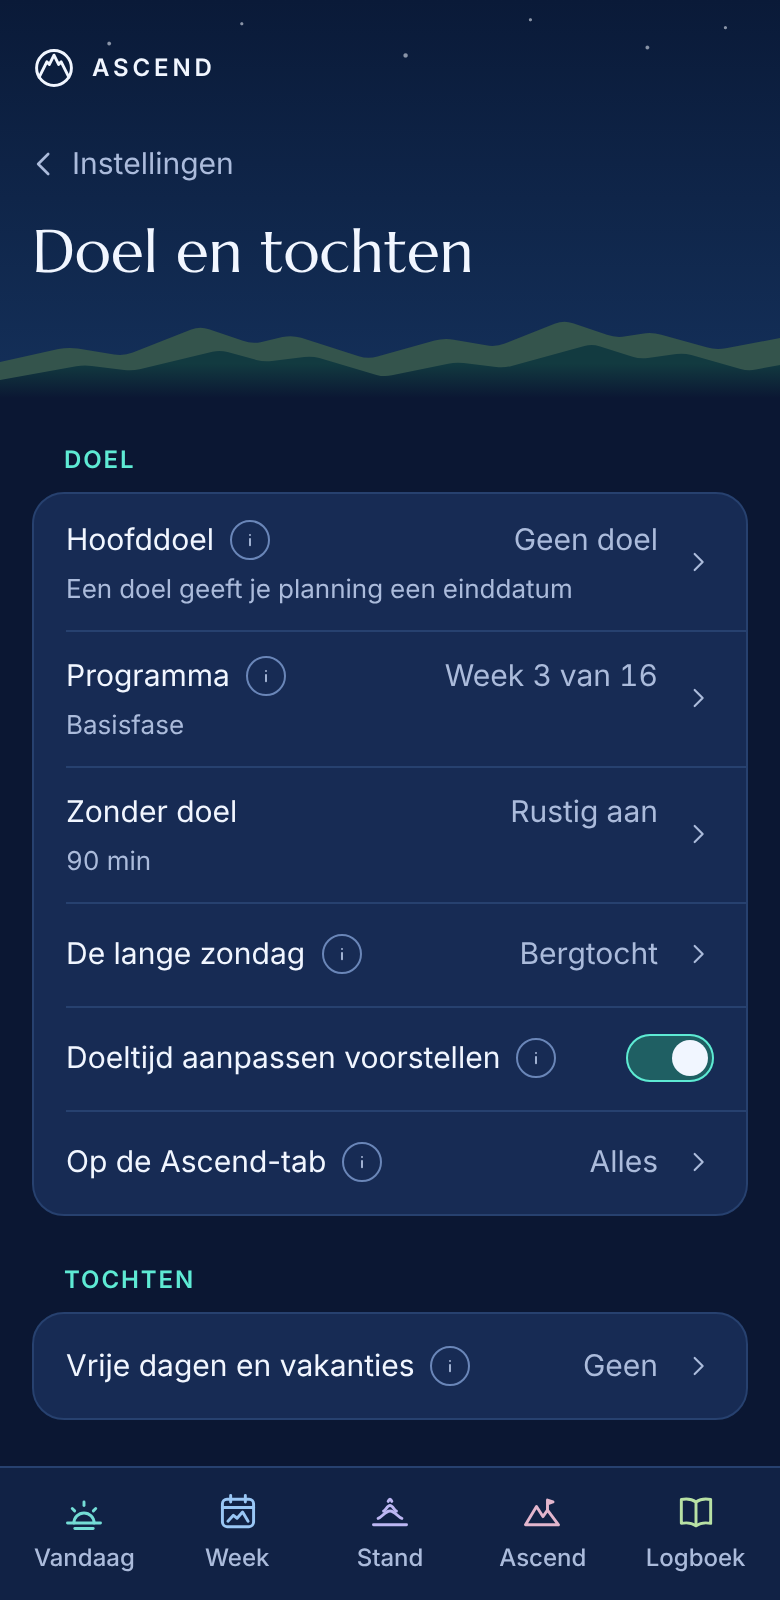 ASCEND
Instellingen
Doel en tochten
DOEL
Hoofddoel i Geen doel
Een doel geeft je planning een einddatum
Programma i Week 3 van 16
Basisfase
Zonder doel Rustig aan
90 min
De lange zondag i Bergtocht
Doeltijd aanpassen voorstellen i
Op de Ascend-tab i Alles
TOCHTEN
Vrije dagen en vakanties i Geen
Vandaag Week Stand Ascend Logboek